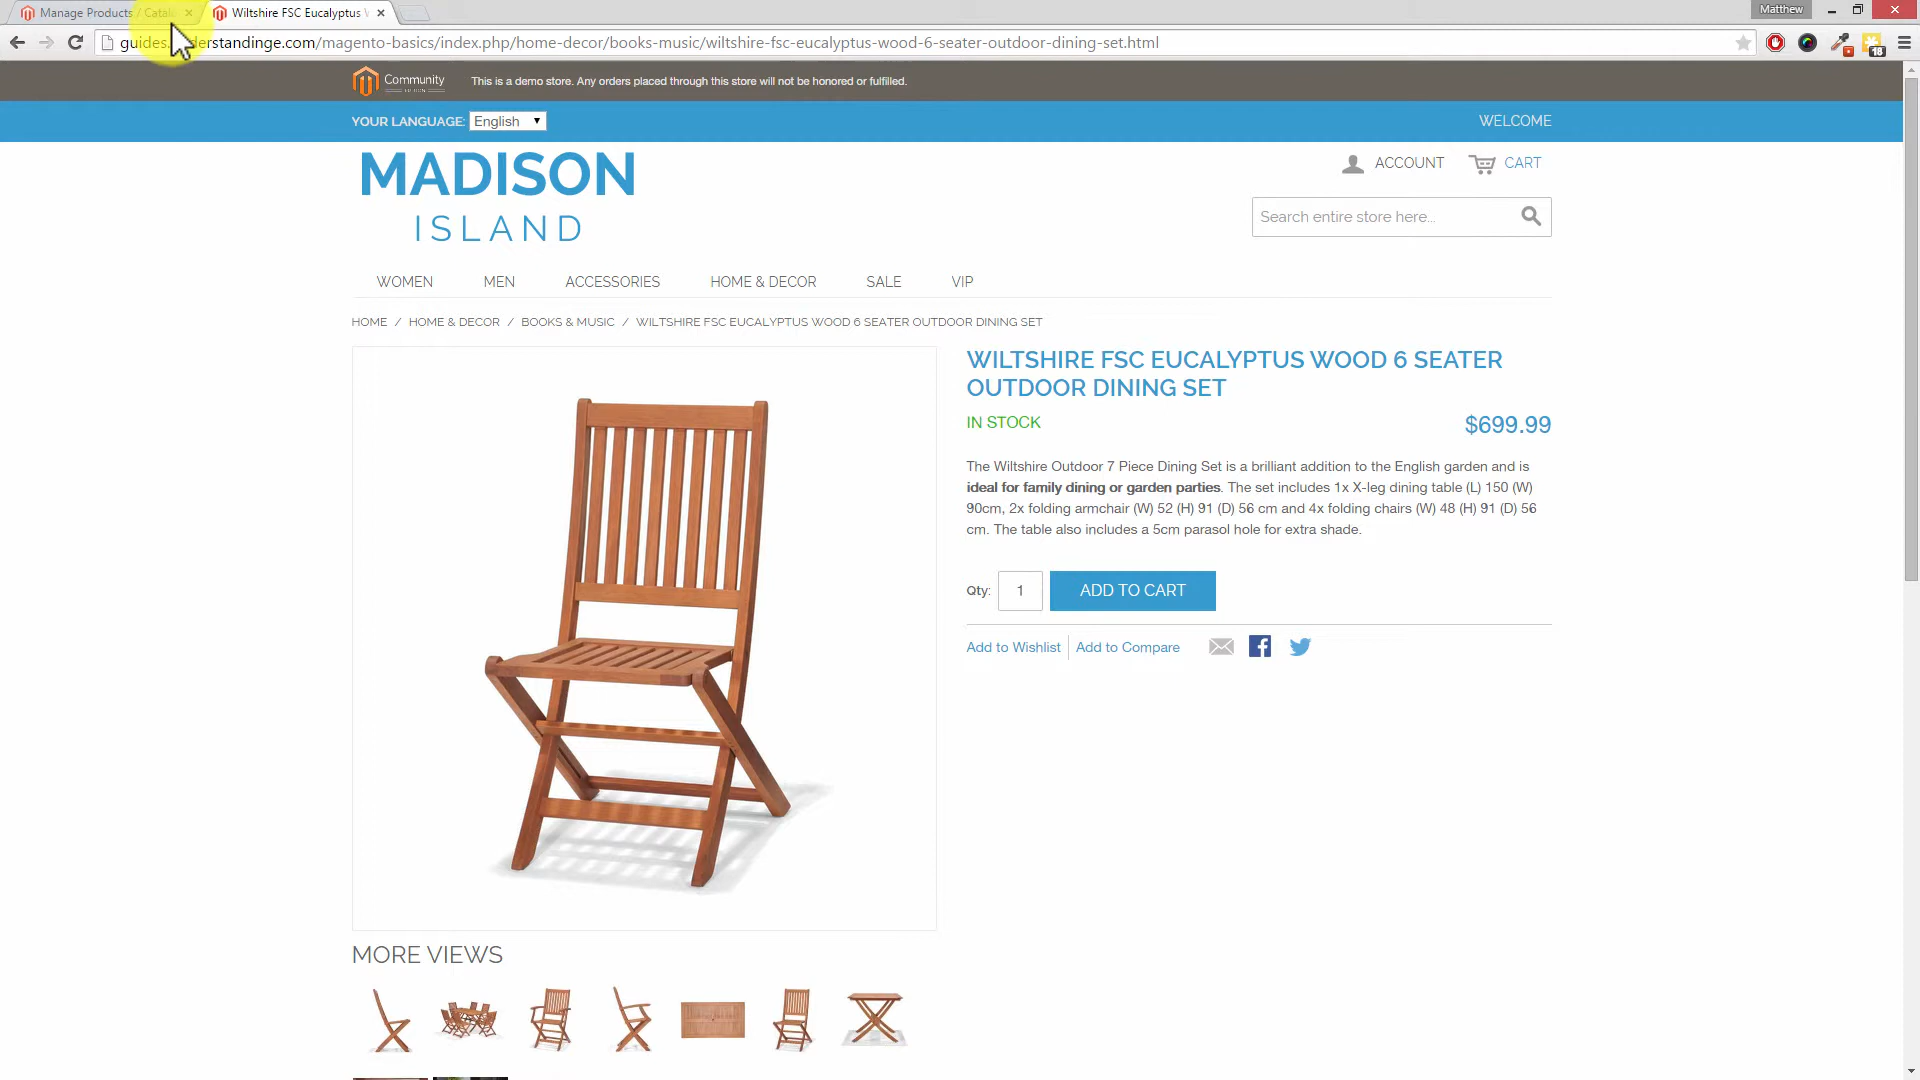 Manage Products / Catal
Wiltshire FSC Eucalyptus W
Matthew
guides.understandinge.com/magento-basics/index.php/home-decor/books-music/wiltshire-fsc-eucalyptus-wood-6-seater-outdoor-dining-set.html
18
Community
This is a demo store. Any orders placed through this store will not be honored or fulfilled.
YOUR LANGUAGE: English
WELCOME
MADISON
ISLAND
ACCOUNT CART
Search entire store here...
WOMEN MEN ACCESSORIES HOME & DECOR SALE VIP
HOME / HOME & DECOR / BOOKS & MUSIC / WILTSHIRE FSC EUCALYPTUS WOOD 6 SEATER OUTDOOR DINING SET
WILTSHIRE FSC EUCALYPTUS WOOD 6 SEATER
OUTDOOR DINING SET
IN STOCK
$699.99
The Wiltshire Outdoor 7 Piece Dining Set is a brilliant addition to the English garden and is
ideal for family dining or garden parties. The set includes 1x X-leg dining table (L) 150 (W)
90cm, 2x folding armchair (W) 52 (H) 91 (D) 56 cm and 4x folding chairs (W) 48 (H) 91 (D) 56
cm. The table also includes a 5cm parasol hole for extra shade.
Qty: 1 ADD TO CART
Add to Wishlist Add to Compare
MORE VIEWS